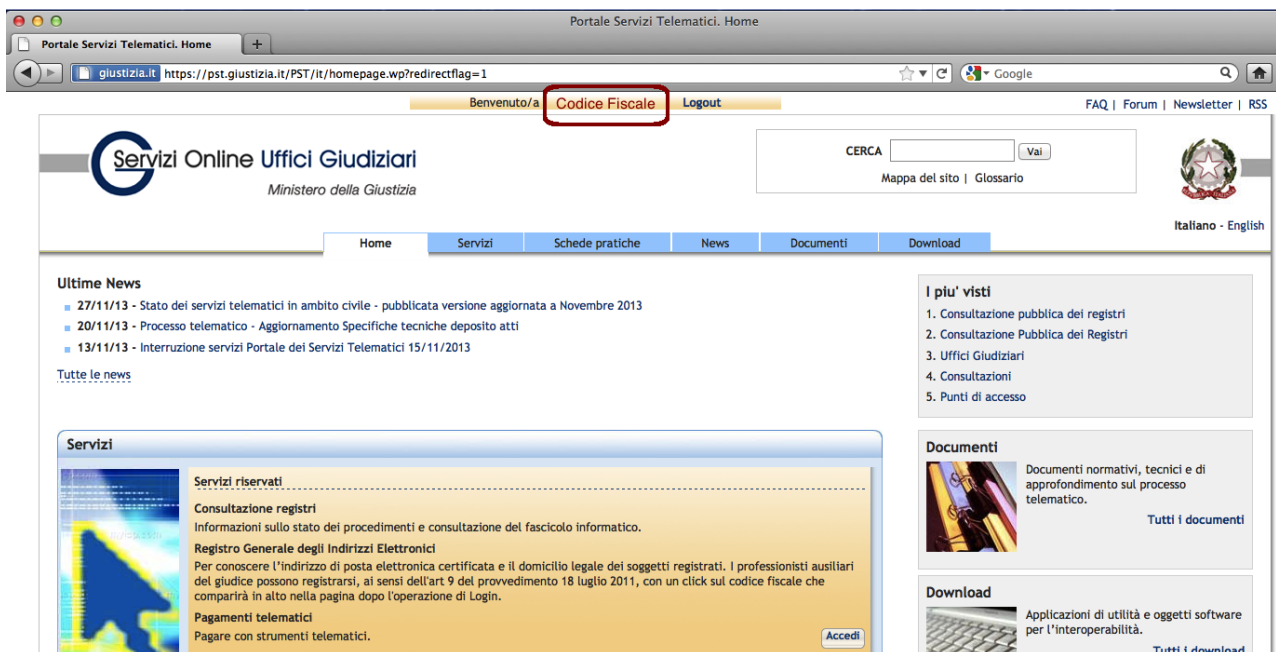 Portale Servizi Telematici. Home
Portale Servizi Telematici. Home +
giustizia.it https://pst.giustizia.it/PST/it/homepage.wp?redirectflag=1 Google
Benvenuto/a Codice Fiscale Logout
FAQ | Forum | Newsletter | RSS
Servizi Online Uffici Giudiziari
Ministero della Giustizia
CERCA Vai
Mappa del sito | Glossario
Italiano - English
Home Servizi Schede pratiche News Documenti Download
Ultime News
27/11/13 - Stato dei servizi telematici in ambito civile - pubblicata versione aggiornata a Novembre 2013
20/11/13 - Processo telematico - Aggiornamento Specifiche tecniche deposito atti
13/11/13 - Interruzione servizi Portale dei Servizi Telematici 15/11/2013
Tutte le news
I piu' visti
1. Consultazione pubblica dei registri
2. Consultazione Pubblica dei Registri
3. Uffici Giudiziari
4. Consultazioni
5. Punti di accesso
Servizi
Servizi riservati
Consultazione registri
Informazioni sullo stato dei procedimenti e consultazione del fascicolo informatico.
Registro Generale degli Indirizzi Elettronici
Per conoscere l'indirizzo di posta elettronica certificata e il domicilio legale dei soggetti registrati. I professionisti ausiliari
del giudice possono registrarsi, ai sensi dell'art 9 del provvedimento 18 luglio 2011, con un click sul codice fiscale che
comparirà in alto nella pagina dopo l'operazione di Login.
Pagamenti telematici
Pagare con strumenti telematici.
Accedi
Documenti
Documenti normativi, tecnici e di
approfondimento sul processo
telematico.
Tutti i documenti
Download
Applicazioni di utilità e oggetti software
per l'interoperabilità.
Tutti i download